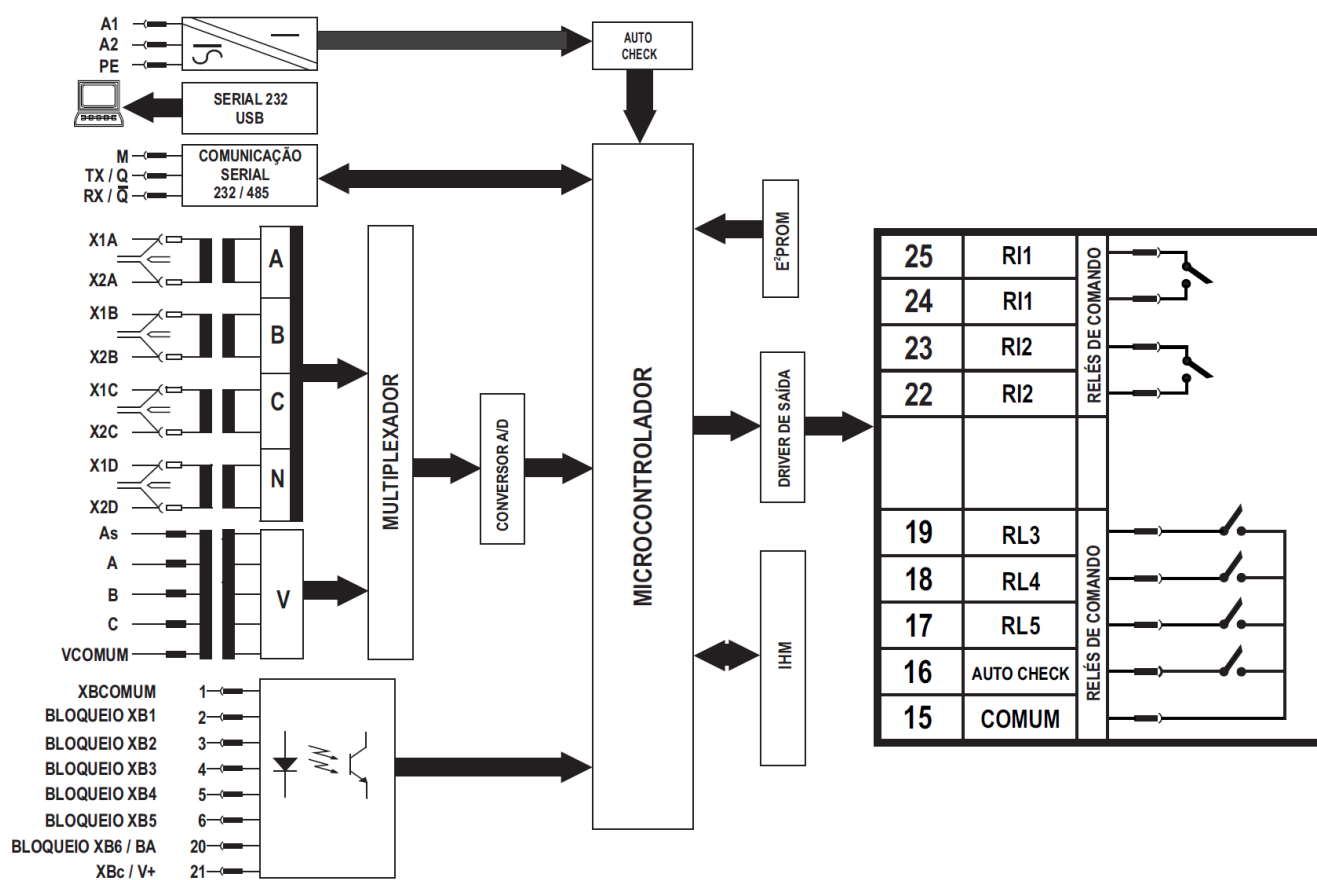 A1
A2
PE
AUTO
CHECK
SERIAL 232
USB
M
TX / Q
RX / Q̅
COMUNICAÇÃO
SERIAL
232 / 485
X1A
X2A
A
X1B
X2B
B
X1C
X2C
C
X1D
X2D
N
As
A
B
C
VCOMUM
V
MULTIPLEXADOR
CONVERSOR A/D
MICROCONTROLADOR
E²PROM
DRIVER DE SAÍDA
IHM
XBCOMUM 1
BLOQUEIO XB1 2
BLOQUEIO XB2 3
BLOQUEIO XB3 4
BLOQUEIO XB4 5
BLOQUEIO XB5 6
BLOQUEIO XB6 / BA 20
XBc / V+ 21
25 RI1
24 RI1
23 RI2
22 RI2
RELÉS DE COMANDO
19 RL3
18 RL4
17 RL5
16 AUTO CHECK
15 COMUM
RELÉS DE COMANDO